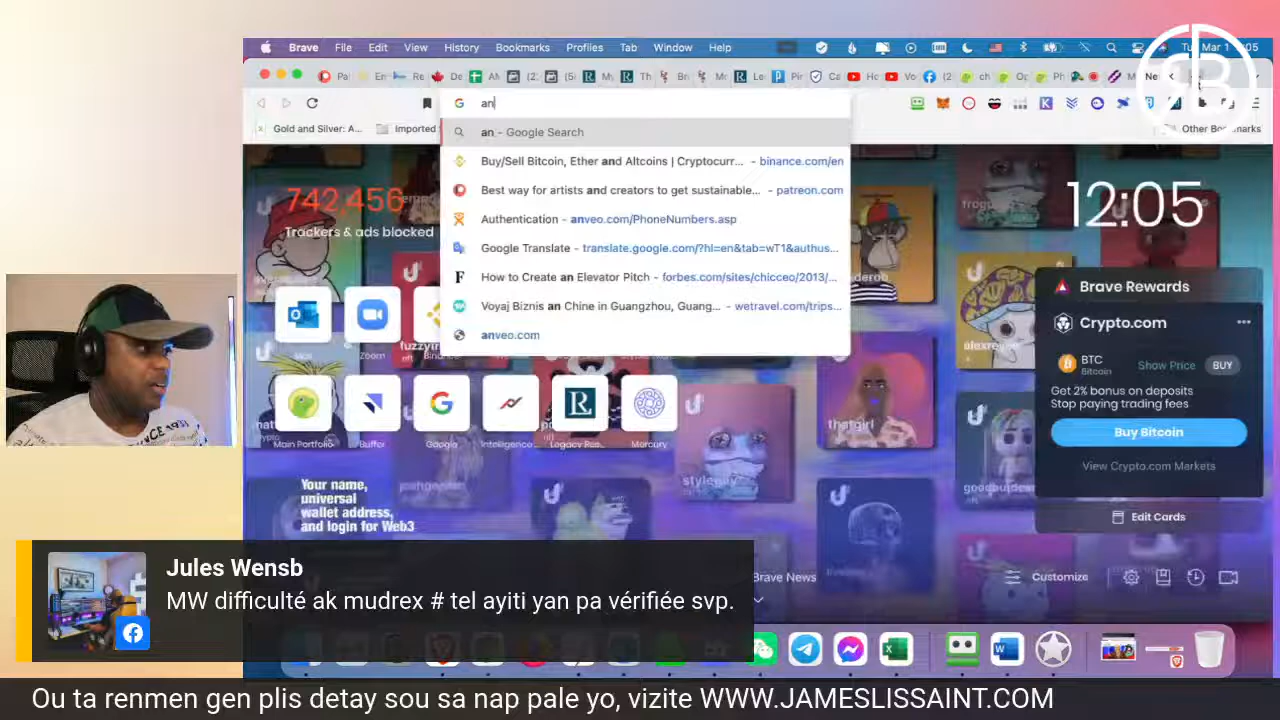 Brave File Edit View History Bookmarks Profiles Tab Window Help
an
Gold and Silver: A...
Imported
Other Bookmarks
an - Google Search
Buy/Sell Bitcoin, Ether and Altcoins | Cryptocurr... - binance.com/en
Best way for artists and creators to get sustainable... - patreon.com
Authentication - anveo.com/PhoneNumbers.asp
Google Translate - translate.google.com/?hl=en&tab=wT1&authus...
How to Create an Elevator Pitch - forbes.com/sites/chicceo/2013/...
Voyaj Biznis an Chine in Guangzhou, Guang... - wetravel.com/trips...
anveo.com
742,456
Trackers & ads blocked
12:05
Brave Rewards
Crypto.com
BTC
Bitcoin
Show Price
BUY
Get 2% bonus on deposits
Stop paying trading fees
Buy Bitcoin
View Crypto.com Markets
Edit Cards
Zoom
Main Portfolio
Buffer
Google
Intelligence...
Legacy Res...
Mercury
thatgirl
Your name,
universal
wallet address,
and login for Web3
Brave News
Customize
Jules Wensb
MW difficulté ak mudrex # tel ayiti yan pa vérifiée svp.
Ou ta renmen gen plis detay sou sa nap pale yo, vizite WWW.JAMESLISSAINT.COM